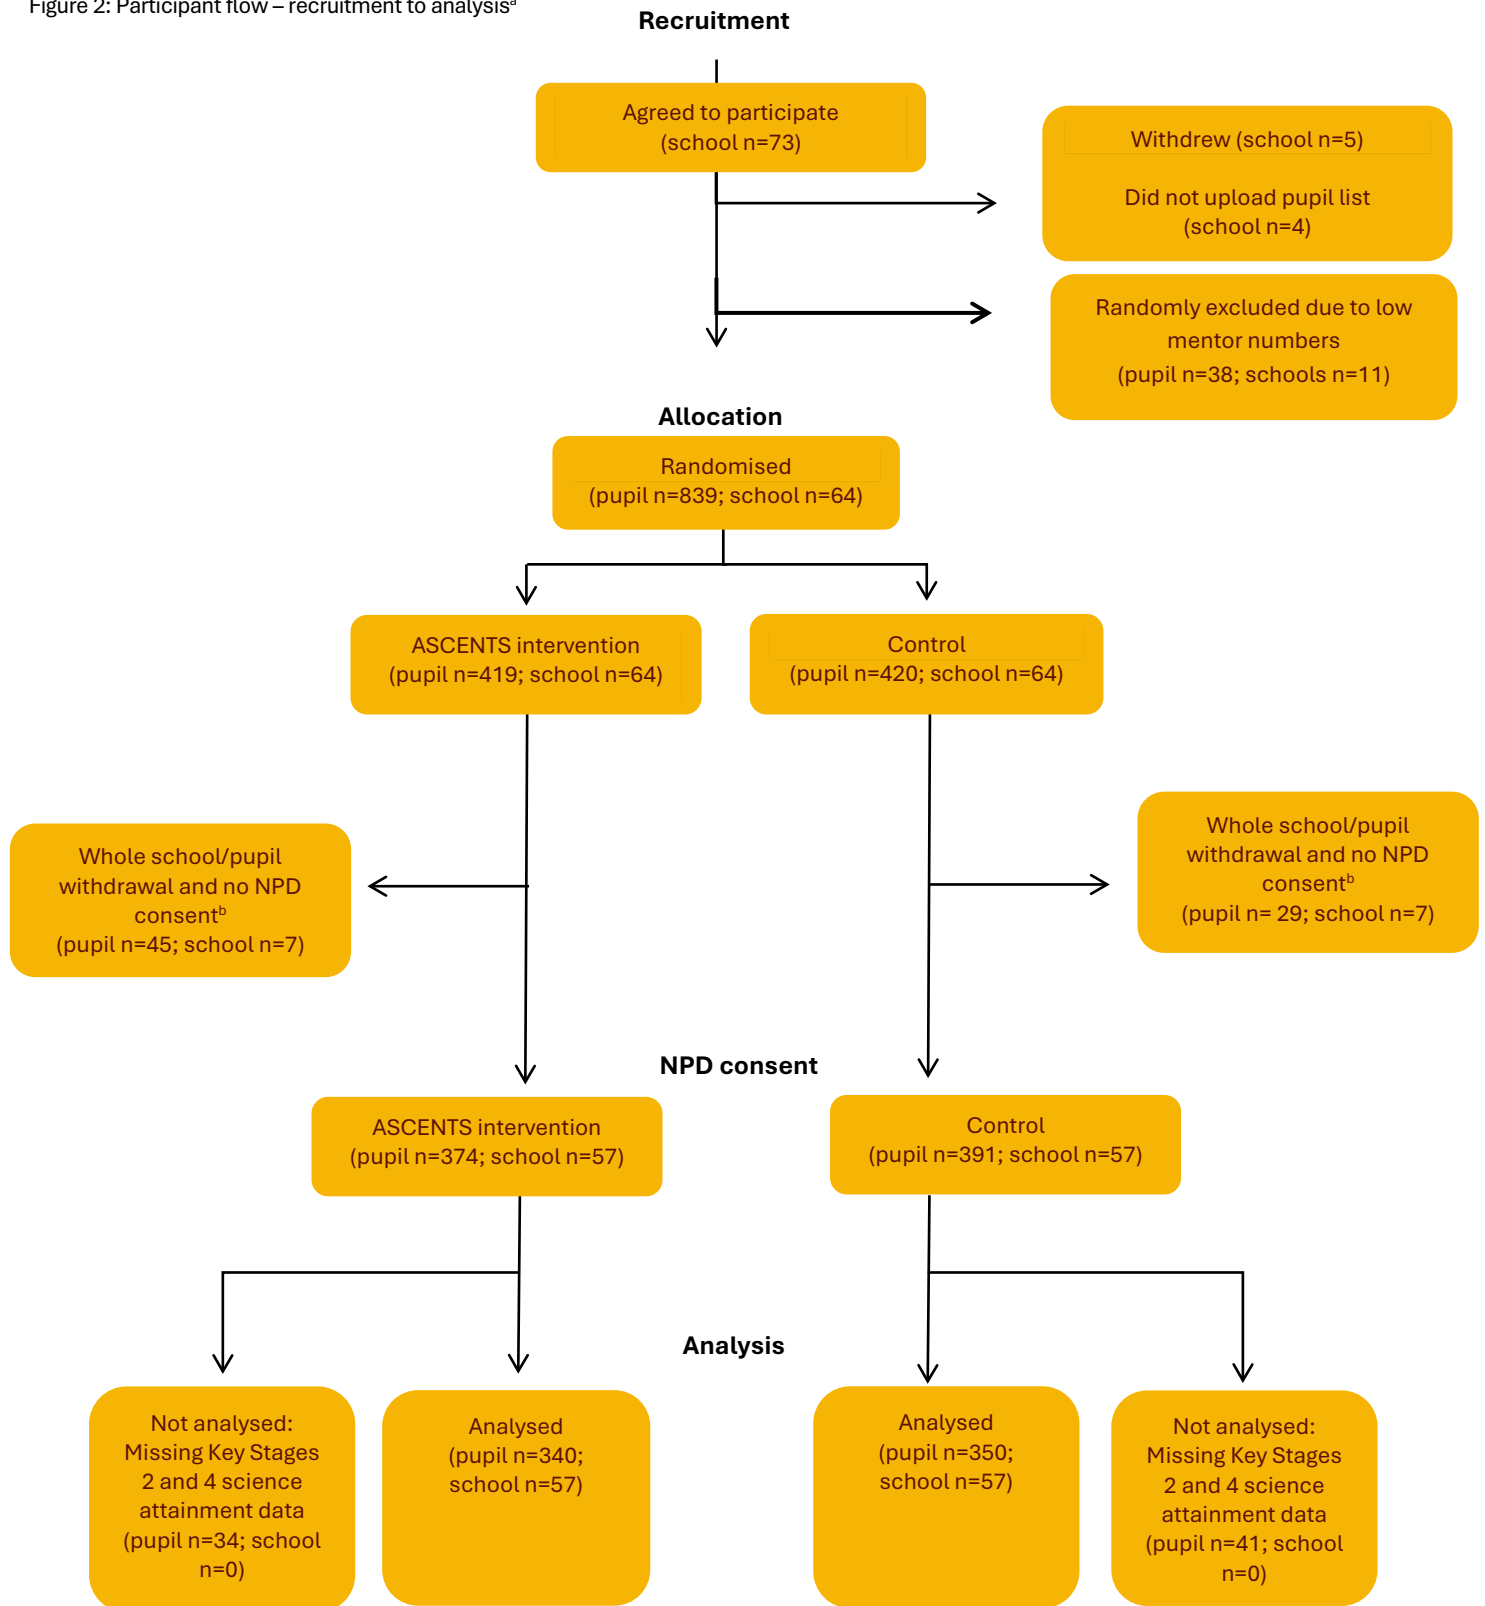 Figure 2: Participant flow – recruitment to analysisᵃ
Recruitment
Agreed to participate
(school n=73)
Withdrew (school n=5)
Did not upload pupil list
(school n=4)
Randomly excluded due to low
mentor numbers
(pupil n=38; schools n=11)
Allocation
Randomised
(pupil n=839; school n=64)
ASCENTS intervention
(pupil n=419; school n=64)
Control
(pupil n=420; school n=64)
Whole school/pupil
withdrawal and no NPD
consentᵇ
(pupil n=45; school n=7)
Whole school/pupil
withdrawal and no NPD
consentᵇ
(pupil n= 29; school n=7)
NPD consent
ASCENTS intervention
(pupil n=374; school n=57)
Control
(pupil n=391; school n=57)
Analysis
Not analysed:
Missing Key Stages
2 and 4 science
attainment data
(pupil n=34; school
n=0)
Analysed
(pupil n=340;
school n=57)
Analysed
(pupil n=350;
school n=57)
Not analysed:
Missing Key Stages
2 and 4 science
attainment data
(pupil n=41; school
n=0)